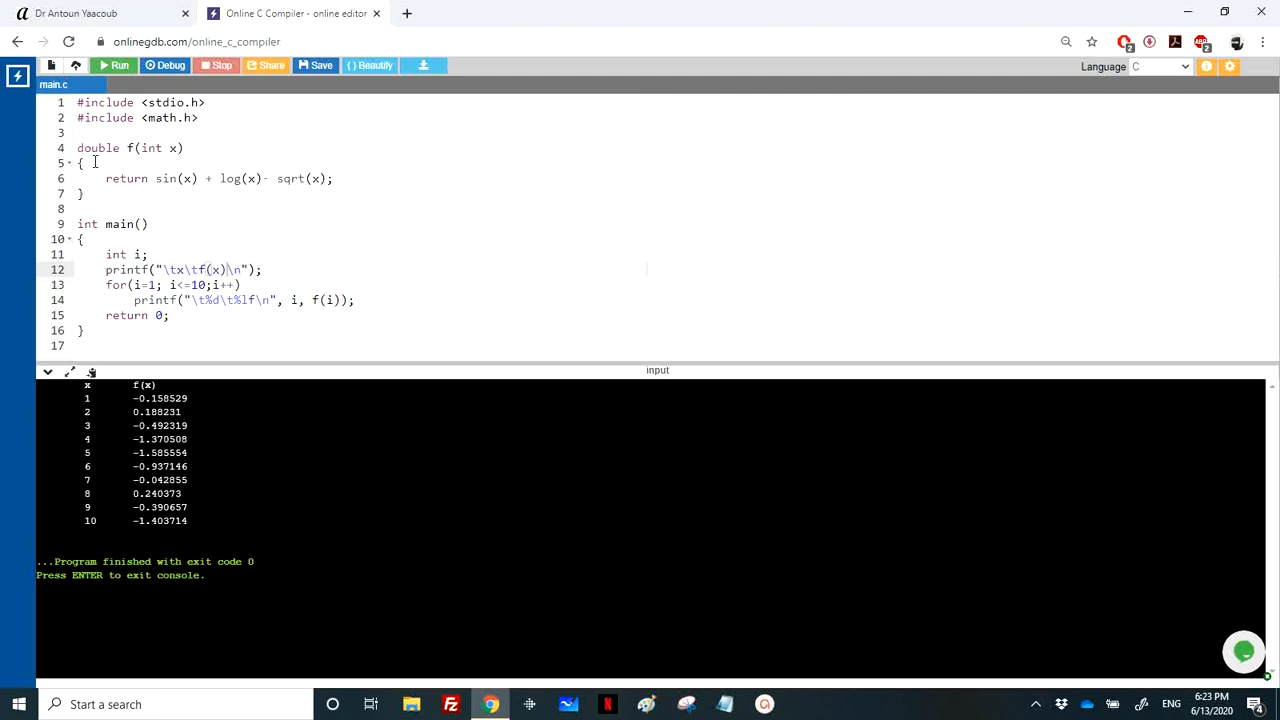 Dr Antoun Yaacoub
Online C Compiler - online editor
onlinegdb.com/online_c_compiler
Run Debug Stop Share Save { } Beautify Language C
main.c
1 #include <stdio.h>
2 #include <math.h>
3
4 double f(int x)
5 {
6 return sin(x) + log(x)- sqrt(x);
7 }
8
9 int main()
10 {
11 int i;
12 printf("\tx\tf(x)\n");
13 for(i=1; i<=10;i++)
14 printf("\t%d\t%lf\n", i, f(i));
15 return 0;
16 }
17
input
x f(x)
1 -0.158529
2 0.188231
3 -0.492319
4 -1.370508
5 -1.585554
6 -0.937146
7 -0.042855
8 0.240373
9 -0.390657
10 -1.403714
...Program finished with exit code 0
Press ENTER to exit console.
Start a search
ENG
6:23 PM
6/13/2020
4